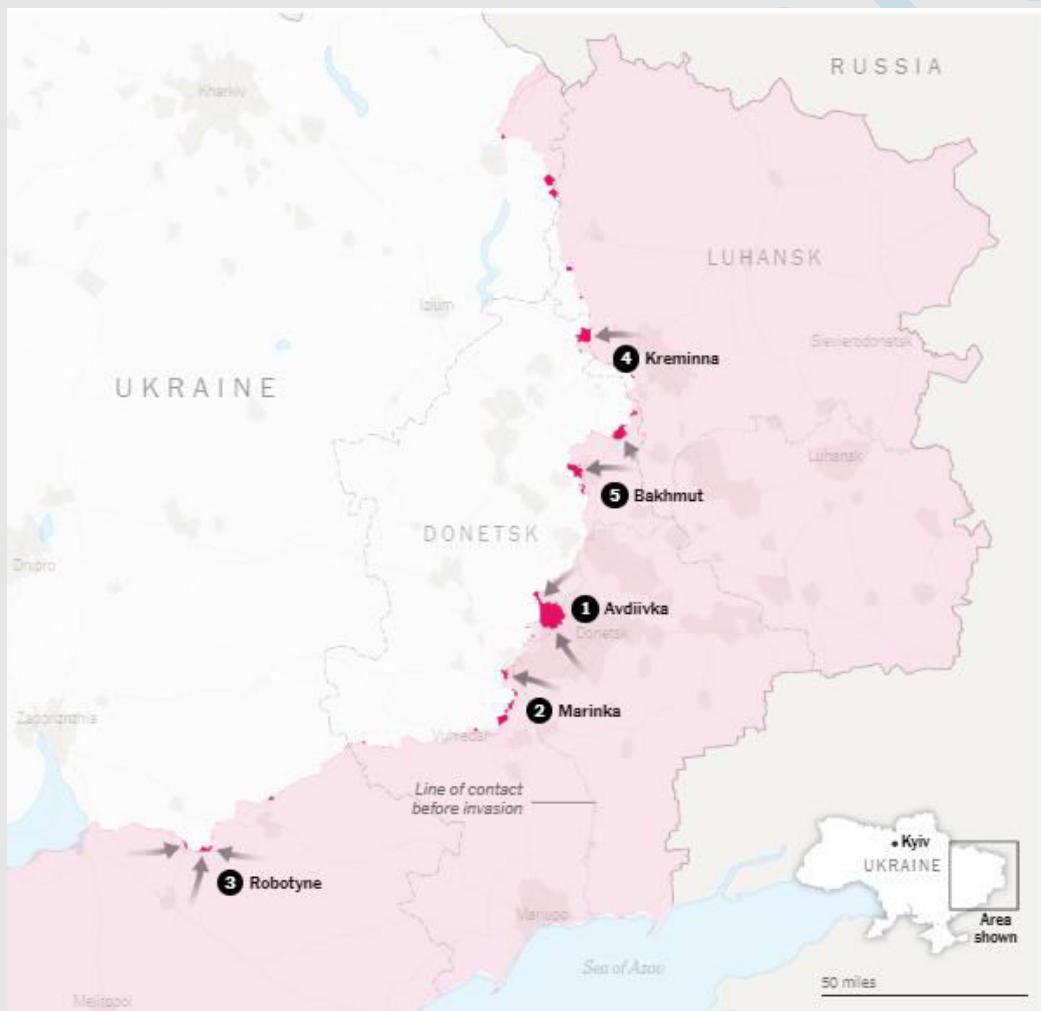 RUSSIA
Kharkiv
LUHANSK
Izium
Sievierodonetsk
4 Kreminna
UKRAINE
Luhansk
5 Bakhmut
DONETSK
Dnipro
1 Avdiivka
Donetsk
2 Marinka
Zaporizhzhia
Vuhledar
Line of contact
before invasion
Kyiv
UKRAINE
3 Robotyne
Mariupol
Area
shown
Sea of Azov
50 miles
Melitopol